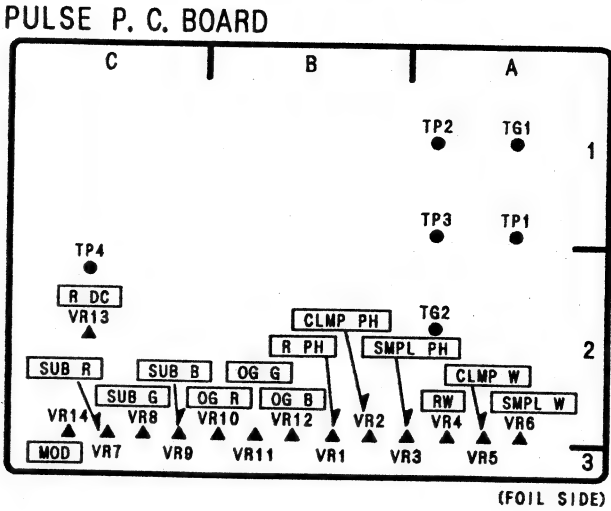 PULSE P. C. BOARD
C B A
TP2 TG1
1
TP3 TP1
TP4
R DC
VR13
TG2
CLMP PH
2
R PH SMPL PH
SUB R SUB B OG G CLMP W
SUB G OG R OG B RW SMPL W
VR14 VR8 VR10 VR12 VR2 VR4 VR6
MOD VR7 VR9 VR11 VR1 VR3 VR5 3
(FOIL SIDE)